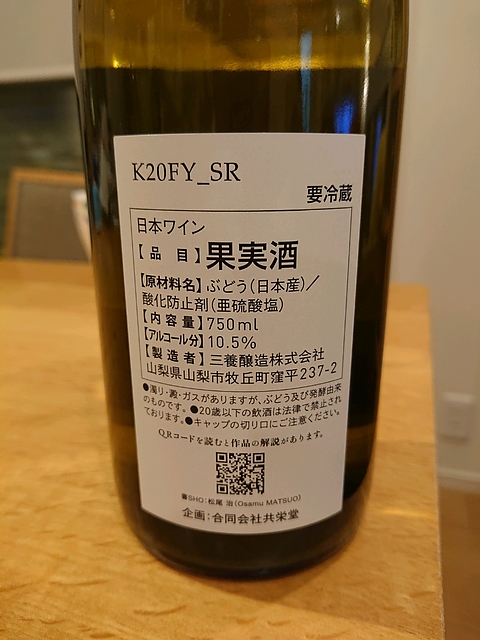 K20FY_SR
要冷蔵
日本ワイン
【品 目】果実酒
【原材料名】ぶどう(日本産)／
酸化防止剤(亜硫酸塩)
【内容量】750ml
【アルコール分】10.5%
【製造者】三養醸造株式会社
山梨県山梨市牧丘町窪平237-2
●濁り・澱・ガスがありますが、ぶどう及び発酵由来
のものです。●20歳以下の飲酒は法律で禁止され
ております。●キャップの切り口にご注意ください。
QRコードを読むと作品の解説があります。
■SHO:松尾 治(Osamu MATSUO)
企画:合同会社共栄堂